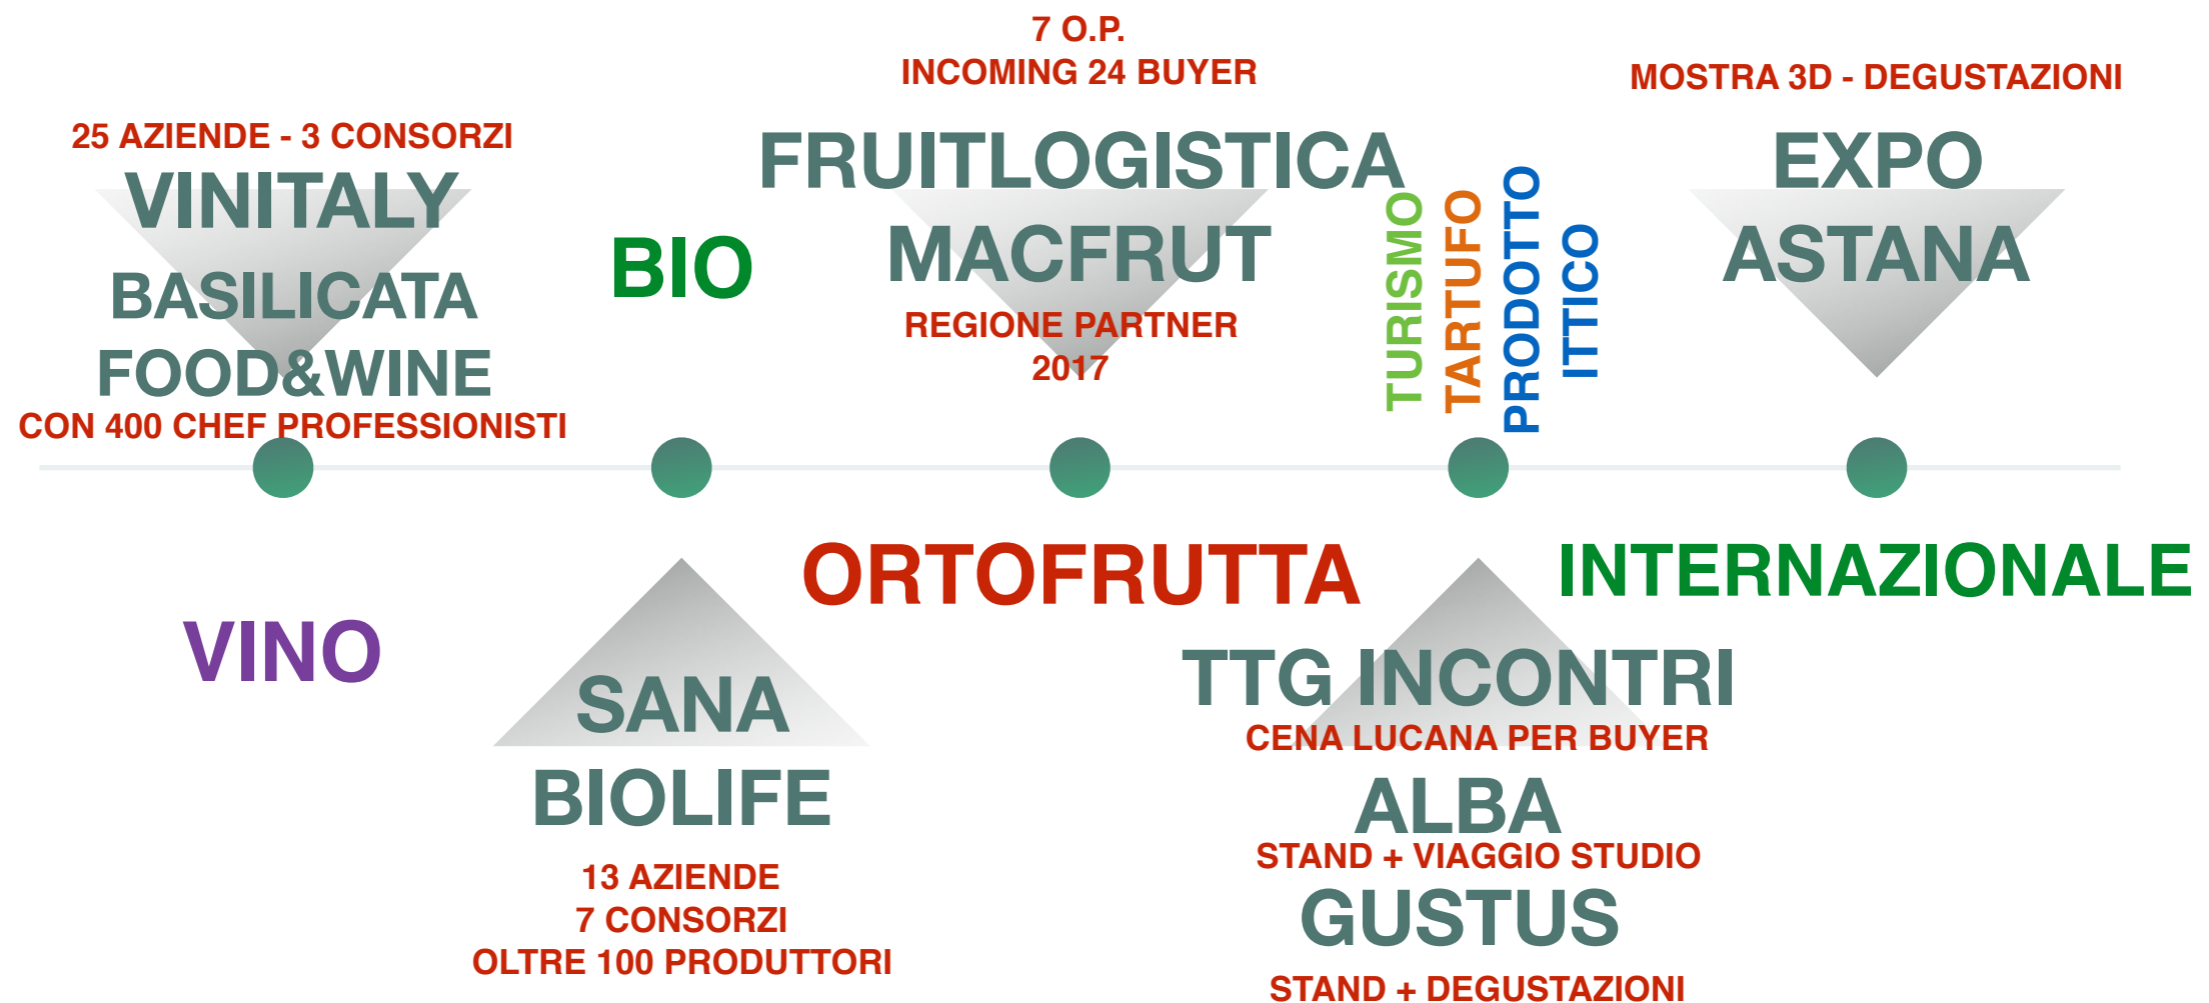 25 AZIENDE - 3 CONSORZI
VINITALY
BASILICATA
FOOD&WINE
CON 400 CHEF PROFESSIONISTI
VINO
BIO
SANA
BIOLIFE
13 AZIENDE
7 CONSORZI
OLTRE 100 PRODUTTORI
7 O.P.
INCOMING 24 BUYER
FRUITLOGISTICA
MACFRUT
REGIONE PARTNER
2017
ORTOFRUTTA
TURISMO
TARTUFO
PRODOTTO
ITTICO
TTG INCONTRI
CENA LUCANA PER BUYER
ALBA
STAND + VIAGGIO STUDIO
GUSTUS
STAND + DEGUSTAZIONI
MOSTRA 3D - DEGUSTAZIONI
EXPO
ASTANA
INTERNAZIONALE